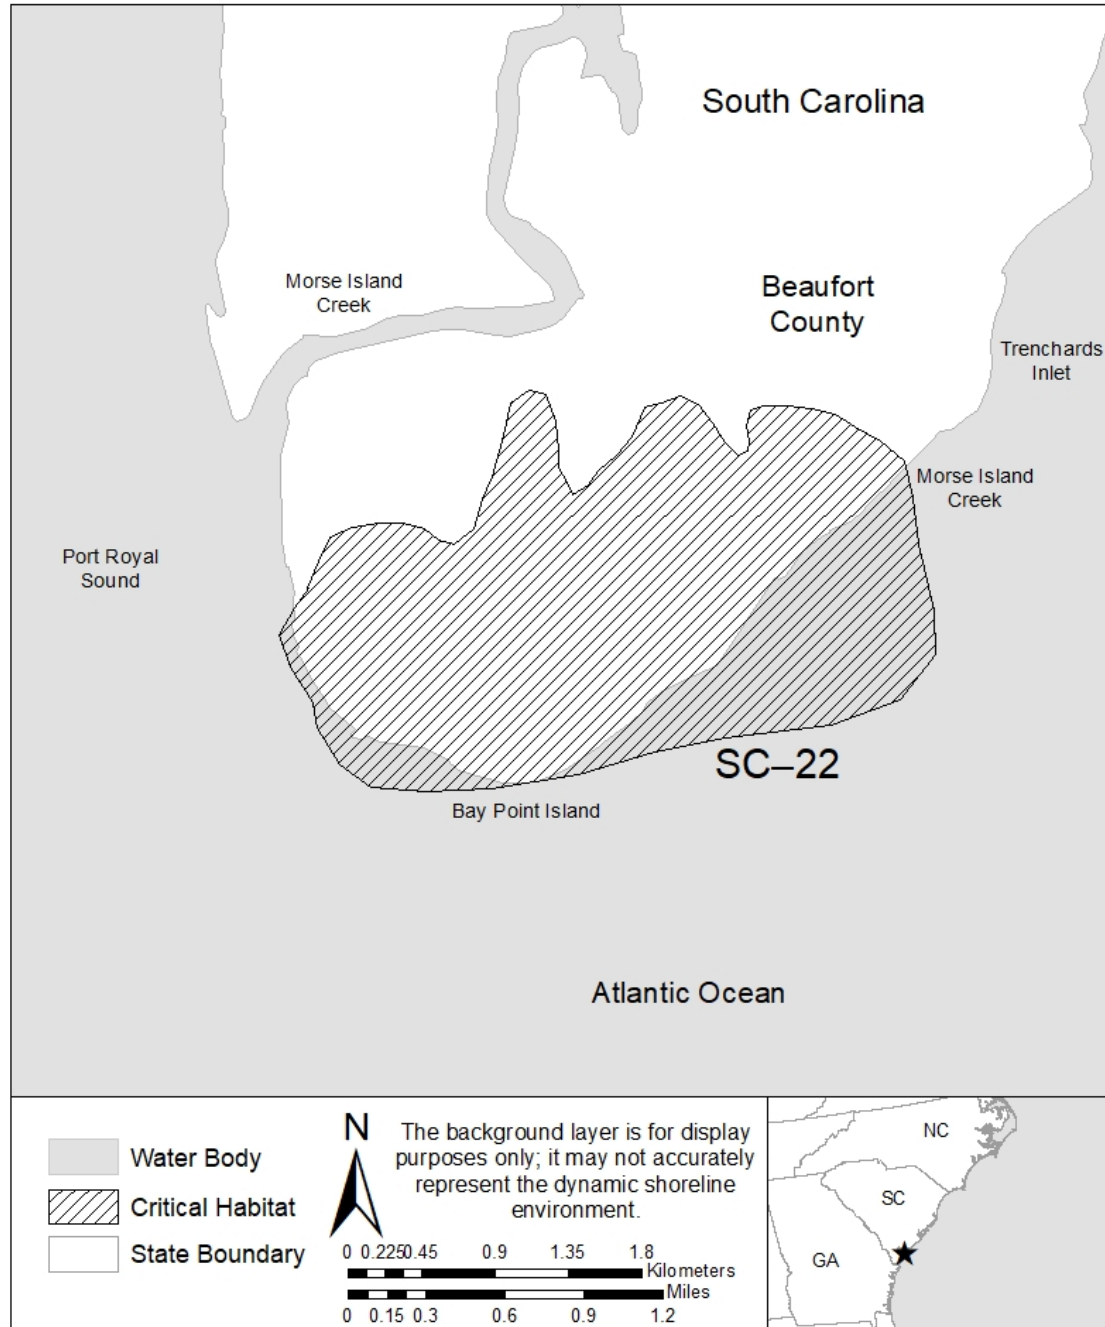 South Carolina
Morse Island
Creek
Beaufort
County
Trenchards
Inlet
Morse Island
Creek
Port Royal
Sound
SC–22
Bay Point Island
Atlantic Ocean
Water Body
Critical Habitat
State Boundary
N
The background layer is for display
purposes only; it may not accurately
represent the dynamic shoreline
environment.
0 0.225 0.45 0.9 1.35 1.8
Kilometers
Miles
0 0.15 0.3 0.6 0.9 1.2
NC
SC
GA